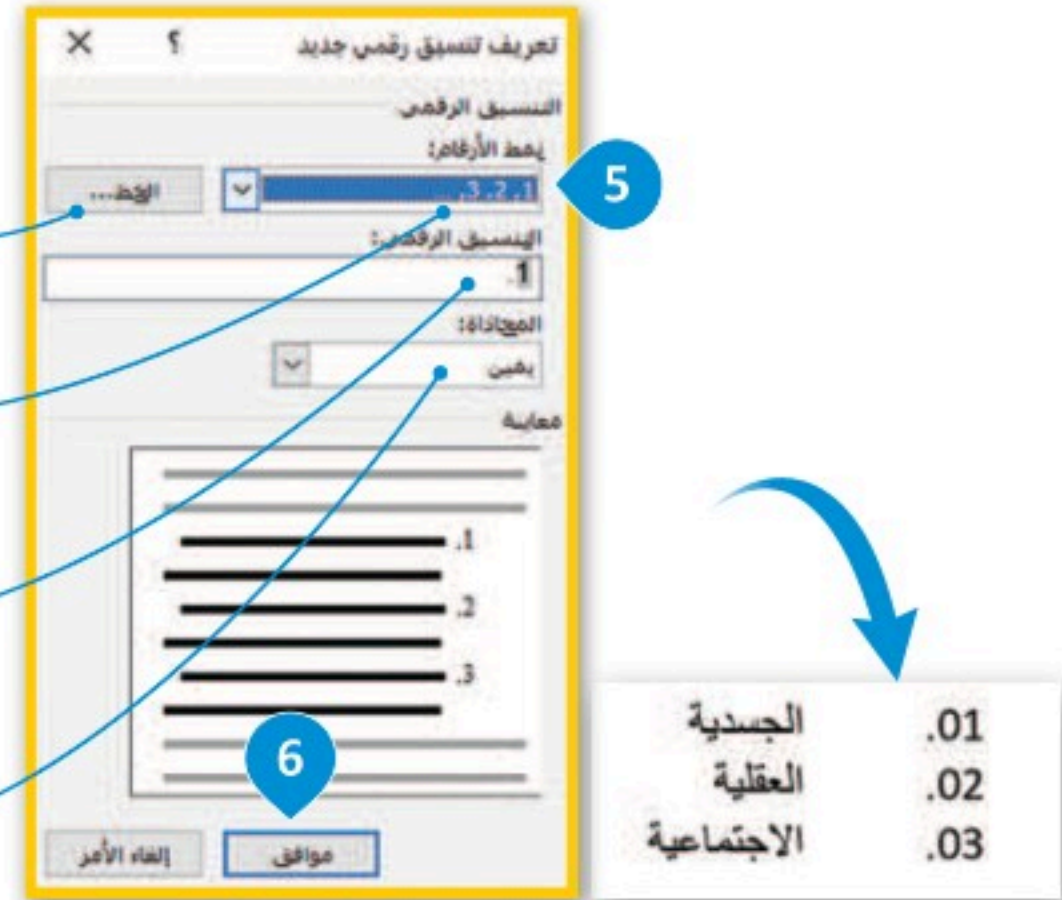 تعريف تنسيق رقمي جديد ؟ ×
التنسيق الرقمي
نمط الأرقام:
1, 2, 3, ... الخط...
5
التنسيق الرقمي:
1.
المحاذاة:
يمين
معاينة
1.
2.
3.
6
موافق إلغاء الأمر
01. الجسدية
02. العقلية
03. الاجتماعية